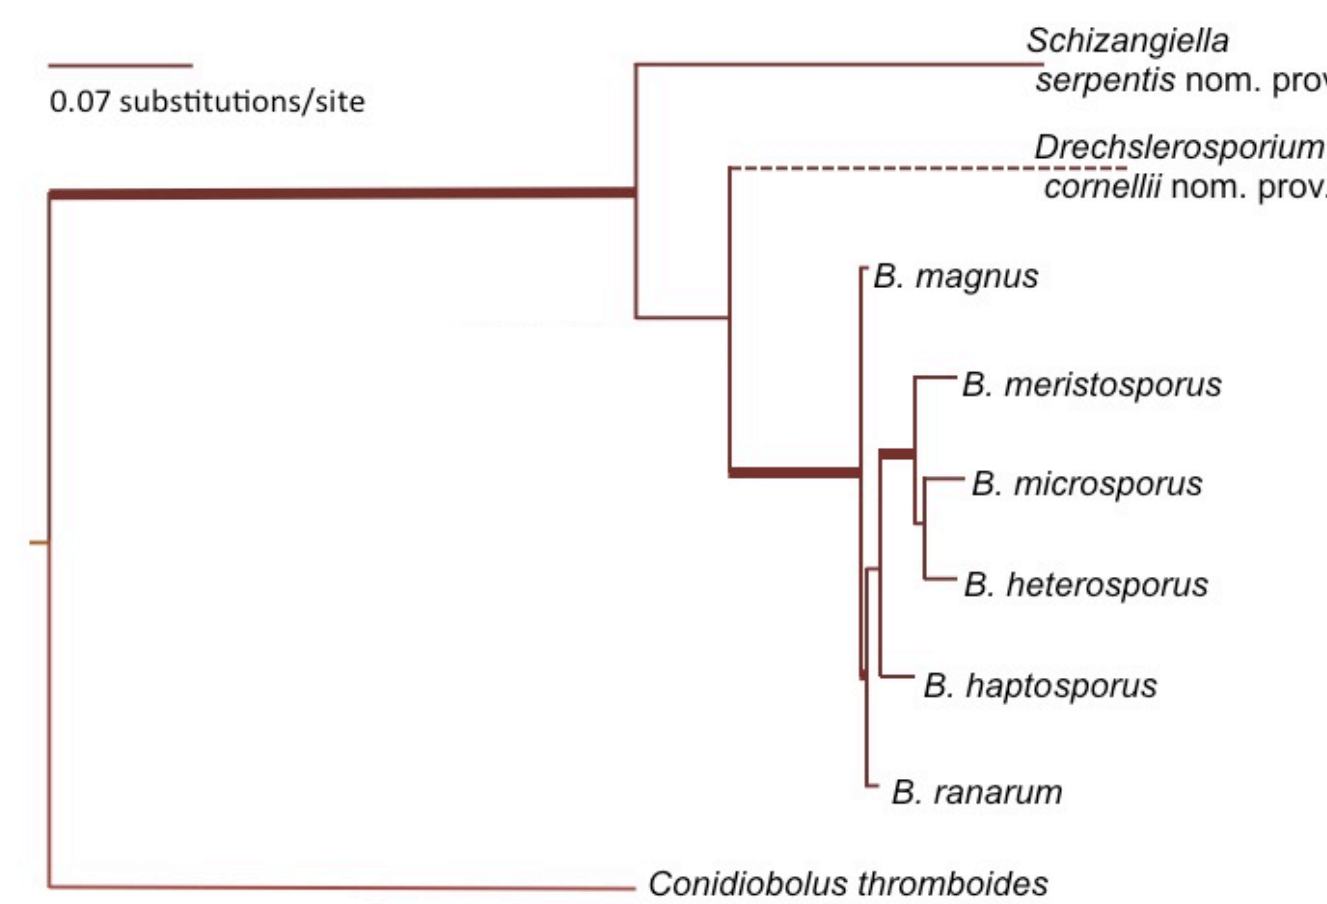 Schizangiella
0.07 substitutions/site
serpentis nom. prov
Drechslerosporium
cornellii nom. prov.
B. magnus
B. meristosporus
B. microsporus
B. heterosporus
B. haptosporus
B. ranarum
Conidiobolus thromboides